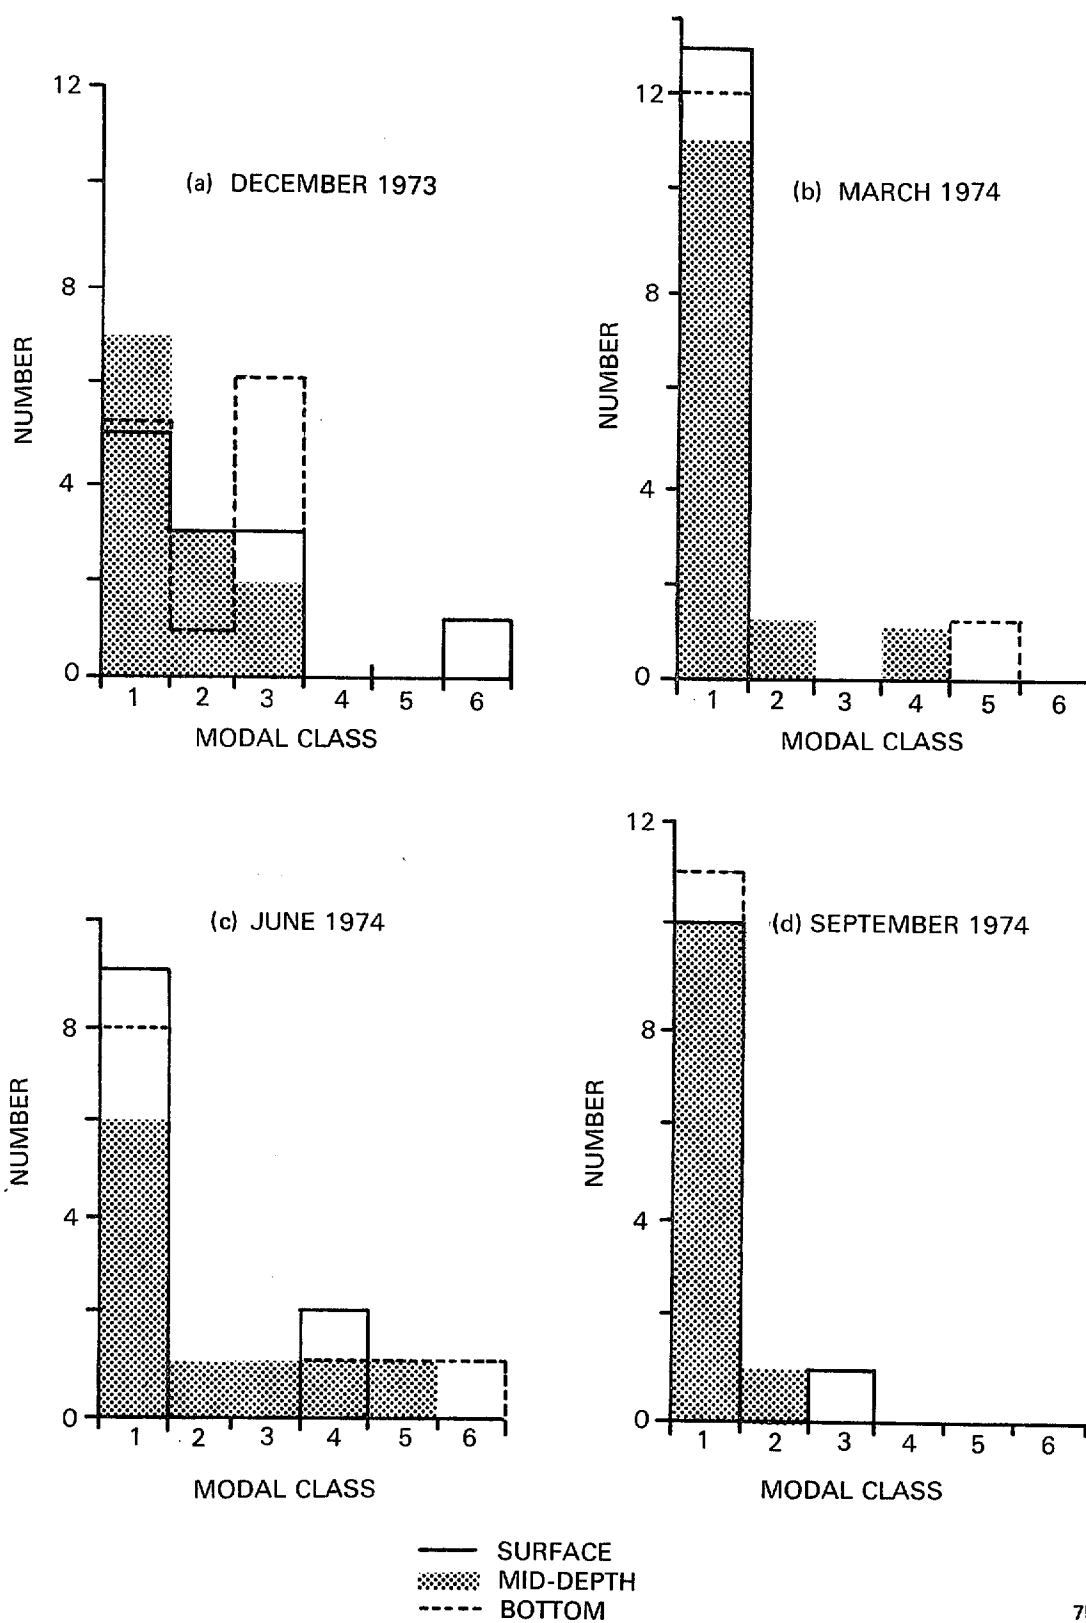 (a) DECEMBER 1973
12
8
4
0
NUMBER
1 2 3 4 5 6
MODAL CLASS
(b) MARCH 1974
12
8
4
0
NUMBER
1 2 3 4 5 6
MODAL CLASS
(c) JUNE 1974
8
4
0
NUMBER
1 2 3 4 5 6
MODAL CLASS
(d) SEPTEMBER 1974
12
8
4
0
NUMBER
1 2 3 4 5 6
MODAL CLASS
SURFACE
MID-DEPTH
BOTTOM